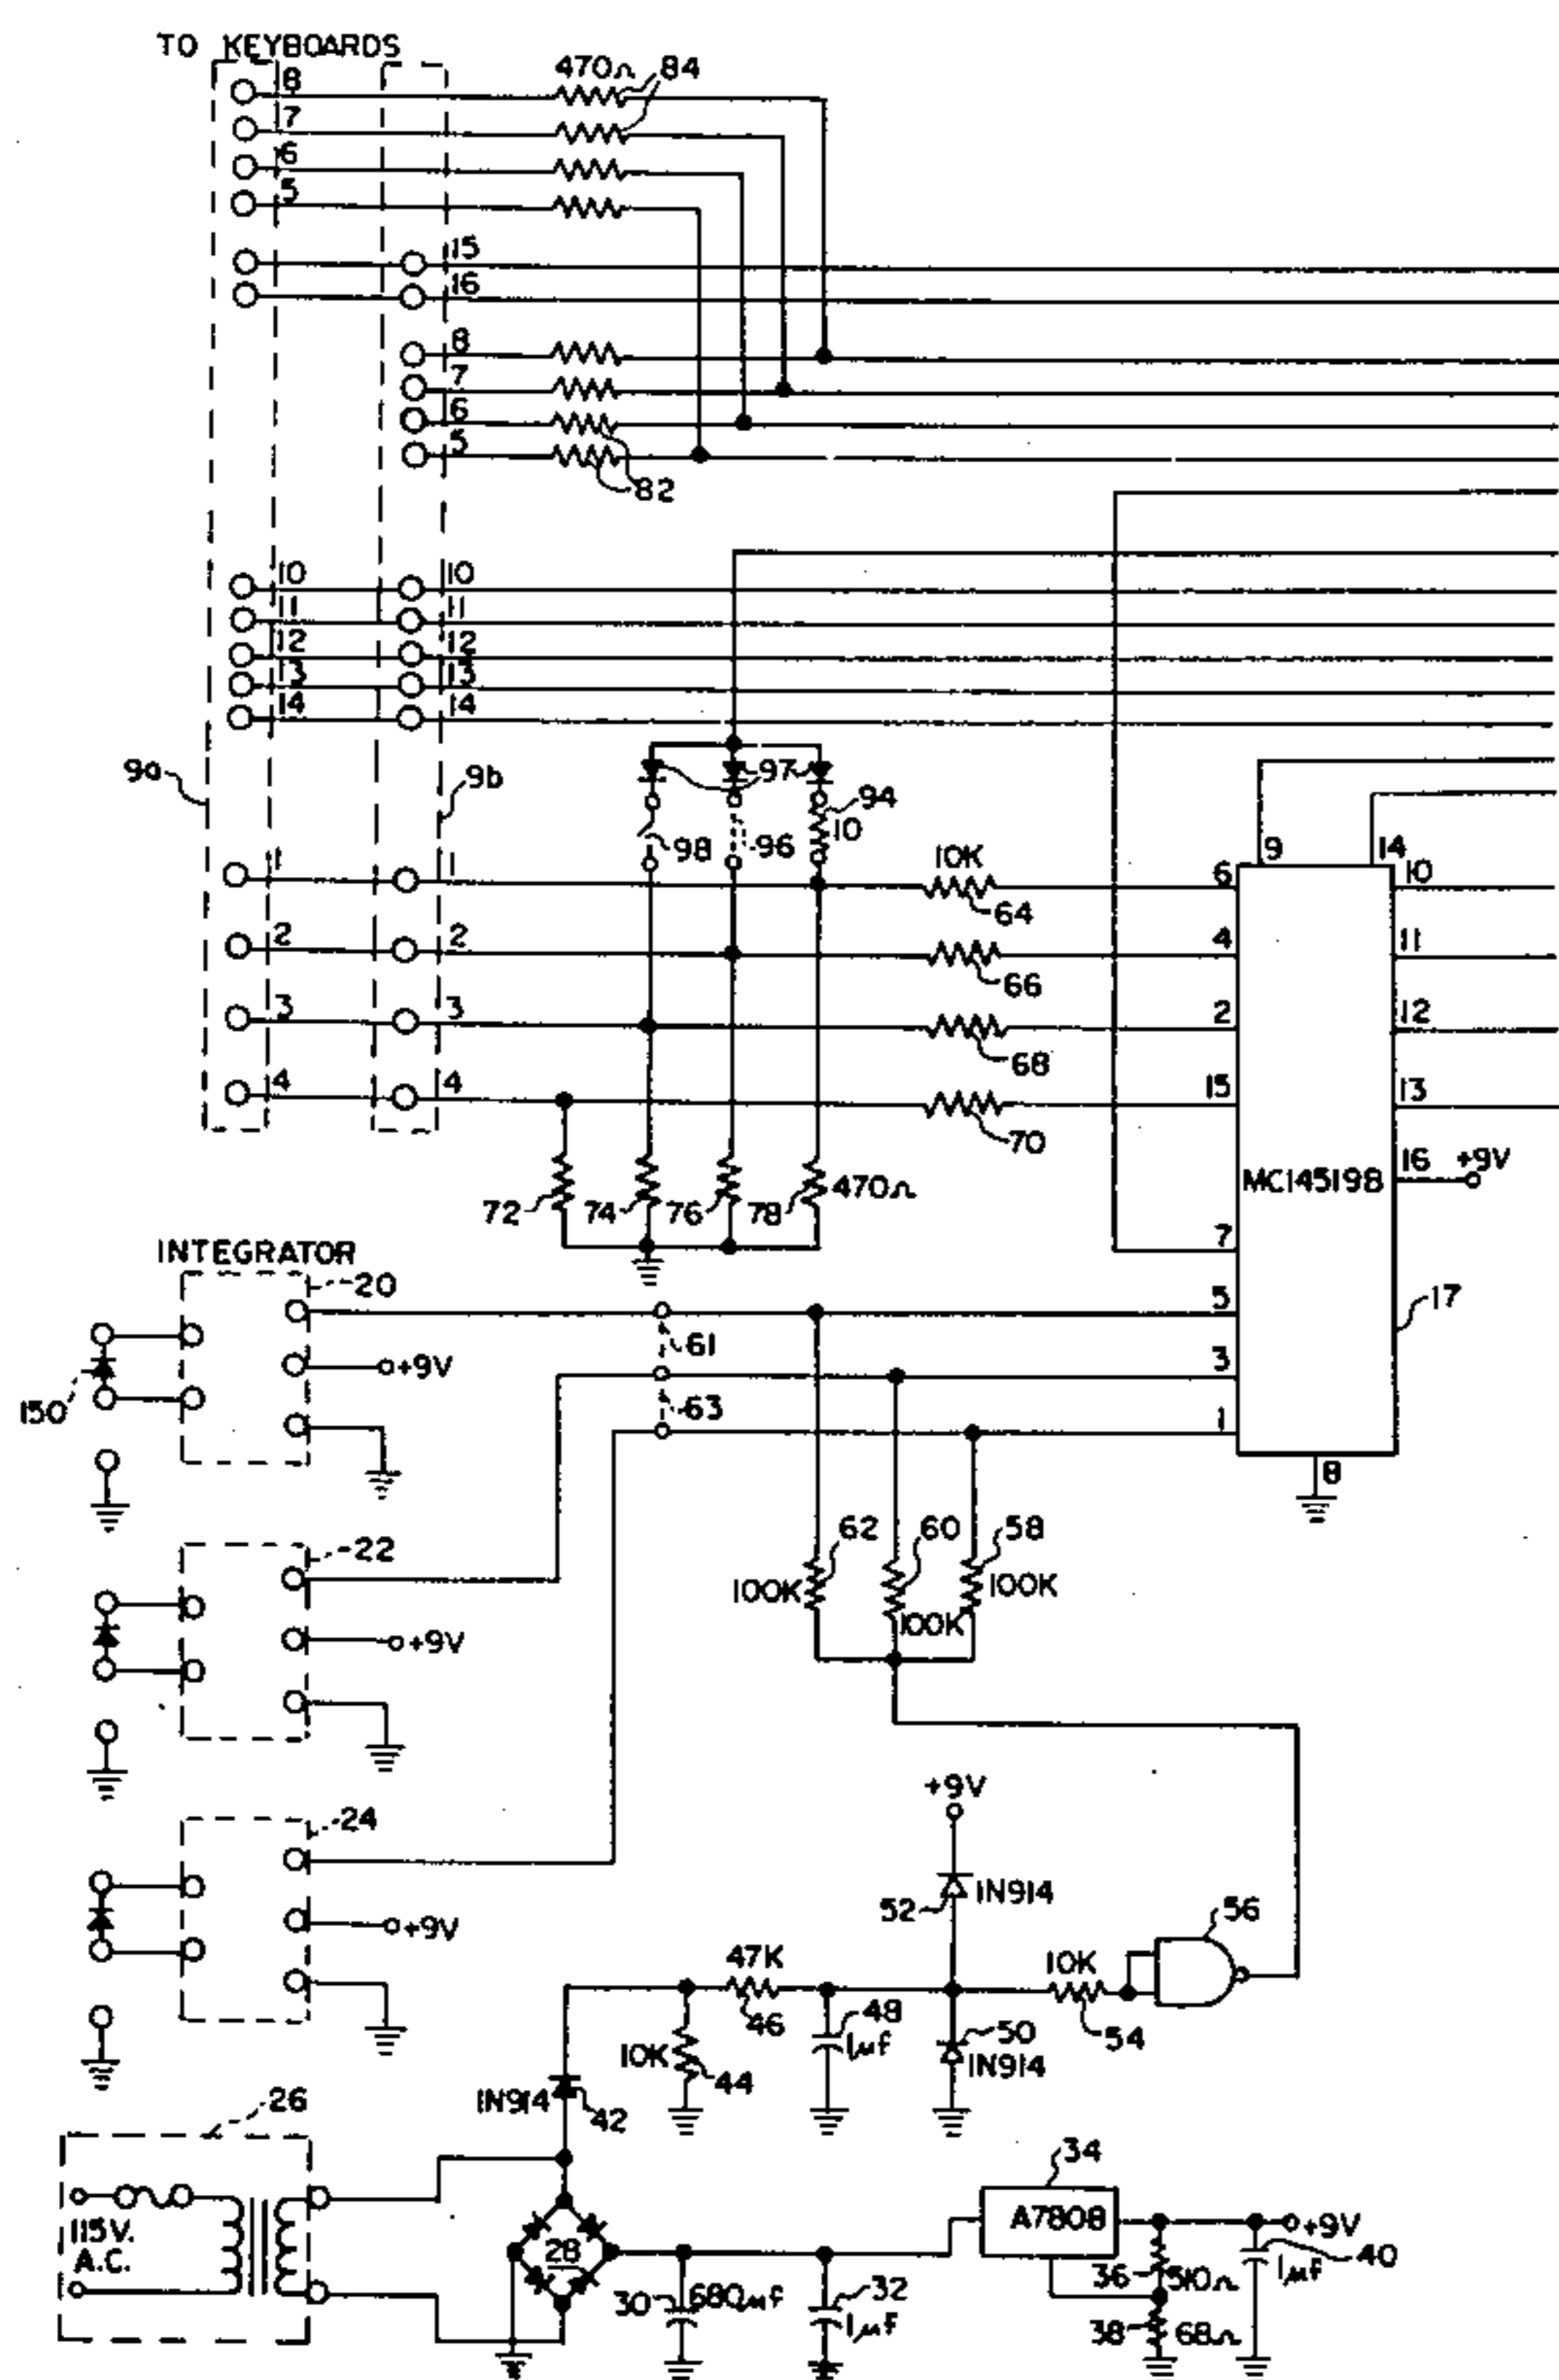 TO KEYBOARDS
8 470Ω 84
7
6
5
15
16
8
7
6
5
82
10 10
11 11
12 12
13 13
14 14
9a 9b 97 94
98 96 10
9 14
1 1 10K 6 10
64
2 2 4 11
66
3 3 2 12
68
4 4 15 13
70
16 +9V
MC145198
72 74 76 78 470Ω
7
INTEGRATOR
20 5 17
61
+9V 3
150 63 1
8
22 62 60 58
100K 100K 100K
+9V
+9V
24
1N914
52 56
+9V
47K 10K
46 48 50 54
1µf 1N914
10K 44
1N914 42
26
34
115V. A7808 +9V
A.C. 28 40
36 510Ω 1µf
30 680µf 32
1µf 38 68Ω